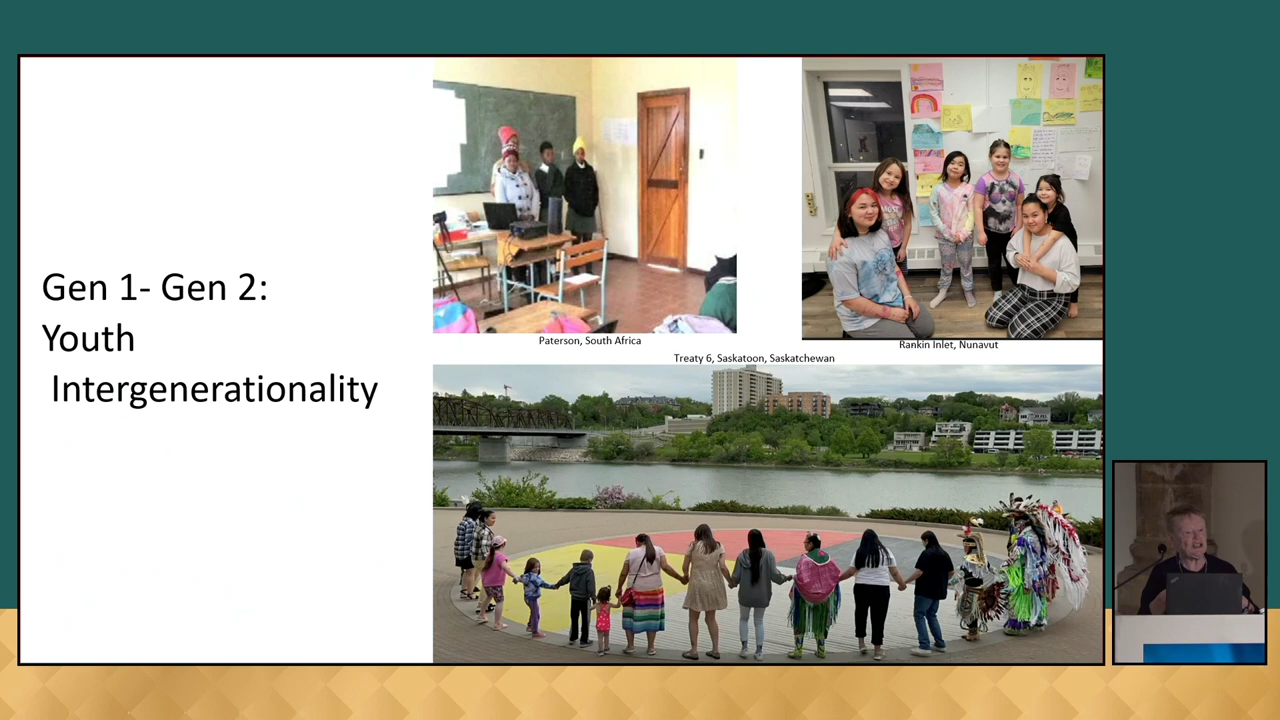 Gen 1- Gen 2:
Youth
Intergenerationality
Paterson, South Africa
Rankin Inlet, Nunavut
Treaty 6, Saskatoon, Saskatchewan